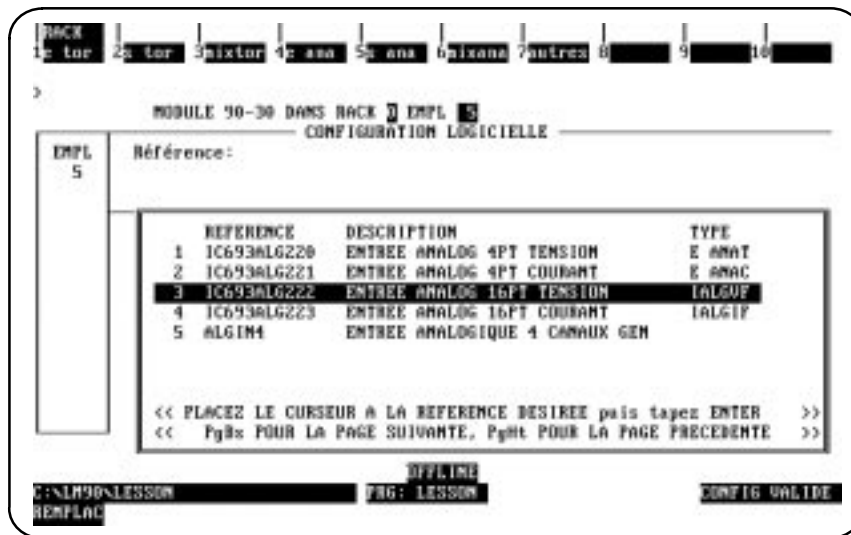 RACK
1e tor 2s tor 3mixtor 4e ana 5s ana 6mixana 7autres 8 9 10
>
MODULE 90-30 DANS RACK 0 EMPL 5
CONFIGURATION LOGICIELLE
EMPL Référence:
5
REFERENCE DESCRIPTION TYPE
1 IC693ALG220 ENTREE ANALOG 4PT TENSION E ANAT
2 IC693ALG221 ENTREE ANALOG 4PT COURANT E ANAC
3 IC693ALG222 ENTREE ANALOG 16PT TENSION IALGVF
4 IC693ALG223 ENTREE ANALOG 16PT COURANT IALGIF
5 ALGIN4 ENTREE ANALOGIQUE 4 CANAUX GEN
<< PLACEZ LE CURSEUR A LA REFERENCE DESIREE puis tapez ENTER >>
<< PgBs POUR LA PAGE SUIVANTE, PgHt POUR LA PAGE PRECEDENTE >>
OFFLINE
C:\LM90\LESSON PRG: LESSON CONFIG VALIDE
REMPLAC